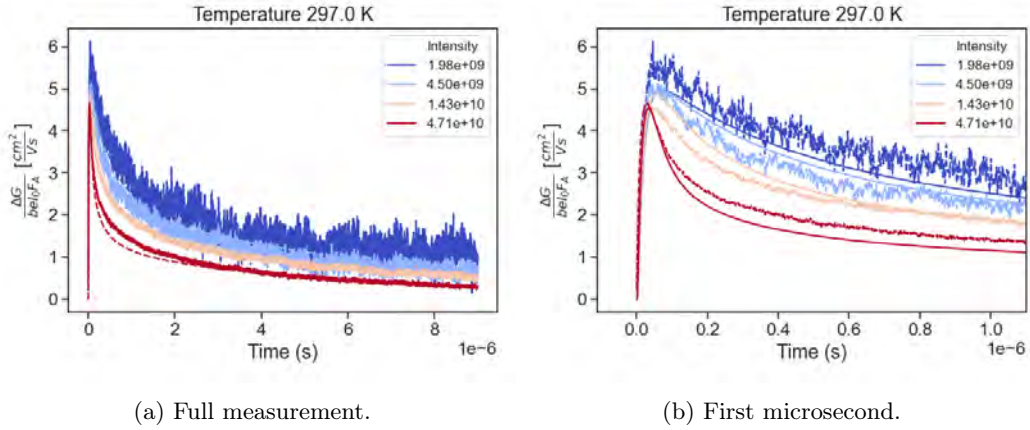 Temperature 297.0 K
6
5
4
3
2
1
0
ΔG / beI₀F_A [cm² / Vs]
Intensity
1.98e+09
4.50e+09
1.43e+10
4.71e+10
0 2 4 6 8
1e-6
Time (s)
(a) Full measurement.
Temperature 297.0 K
6
5
4
3
2
1
0
ΔG / beI₀F_A [cm² / Vs]
Intensity
1.98e+09
4.50e+09
1.43e+10
4.71e+10
0.0 0.2 0.4 0.6 0.8 1.0
1e-6
Time (s)
(b) First microsecond.